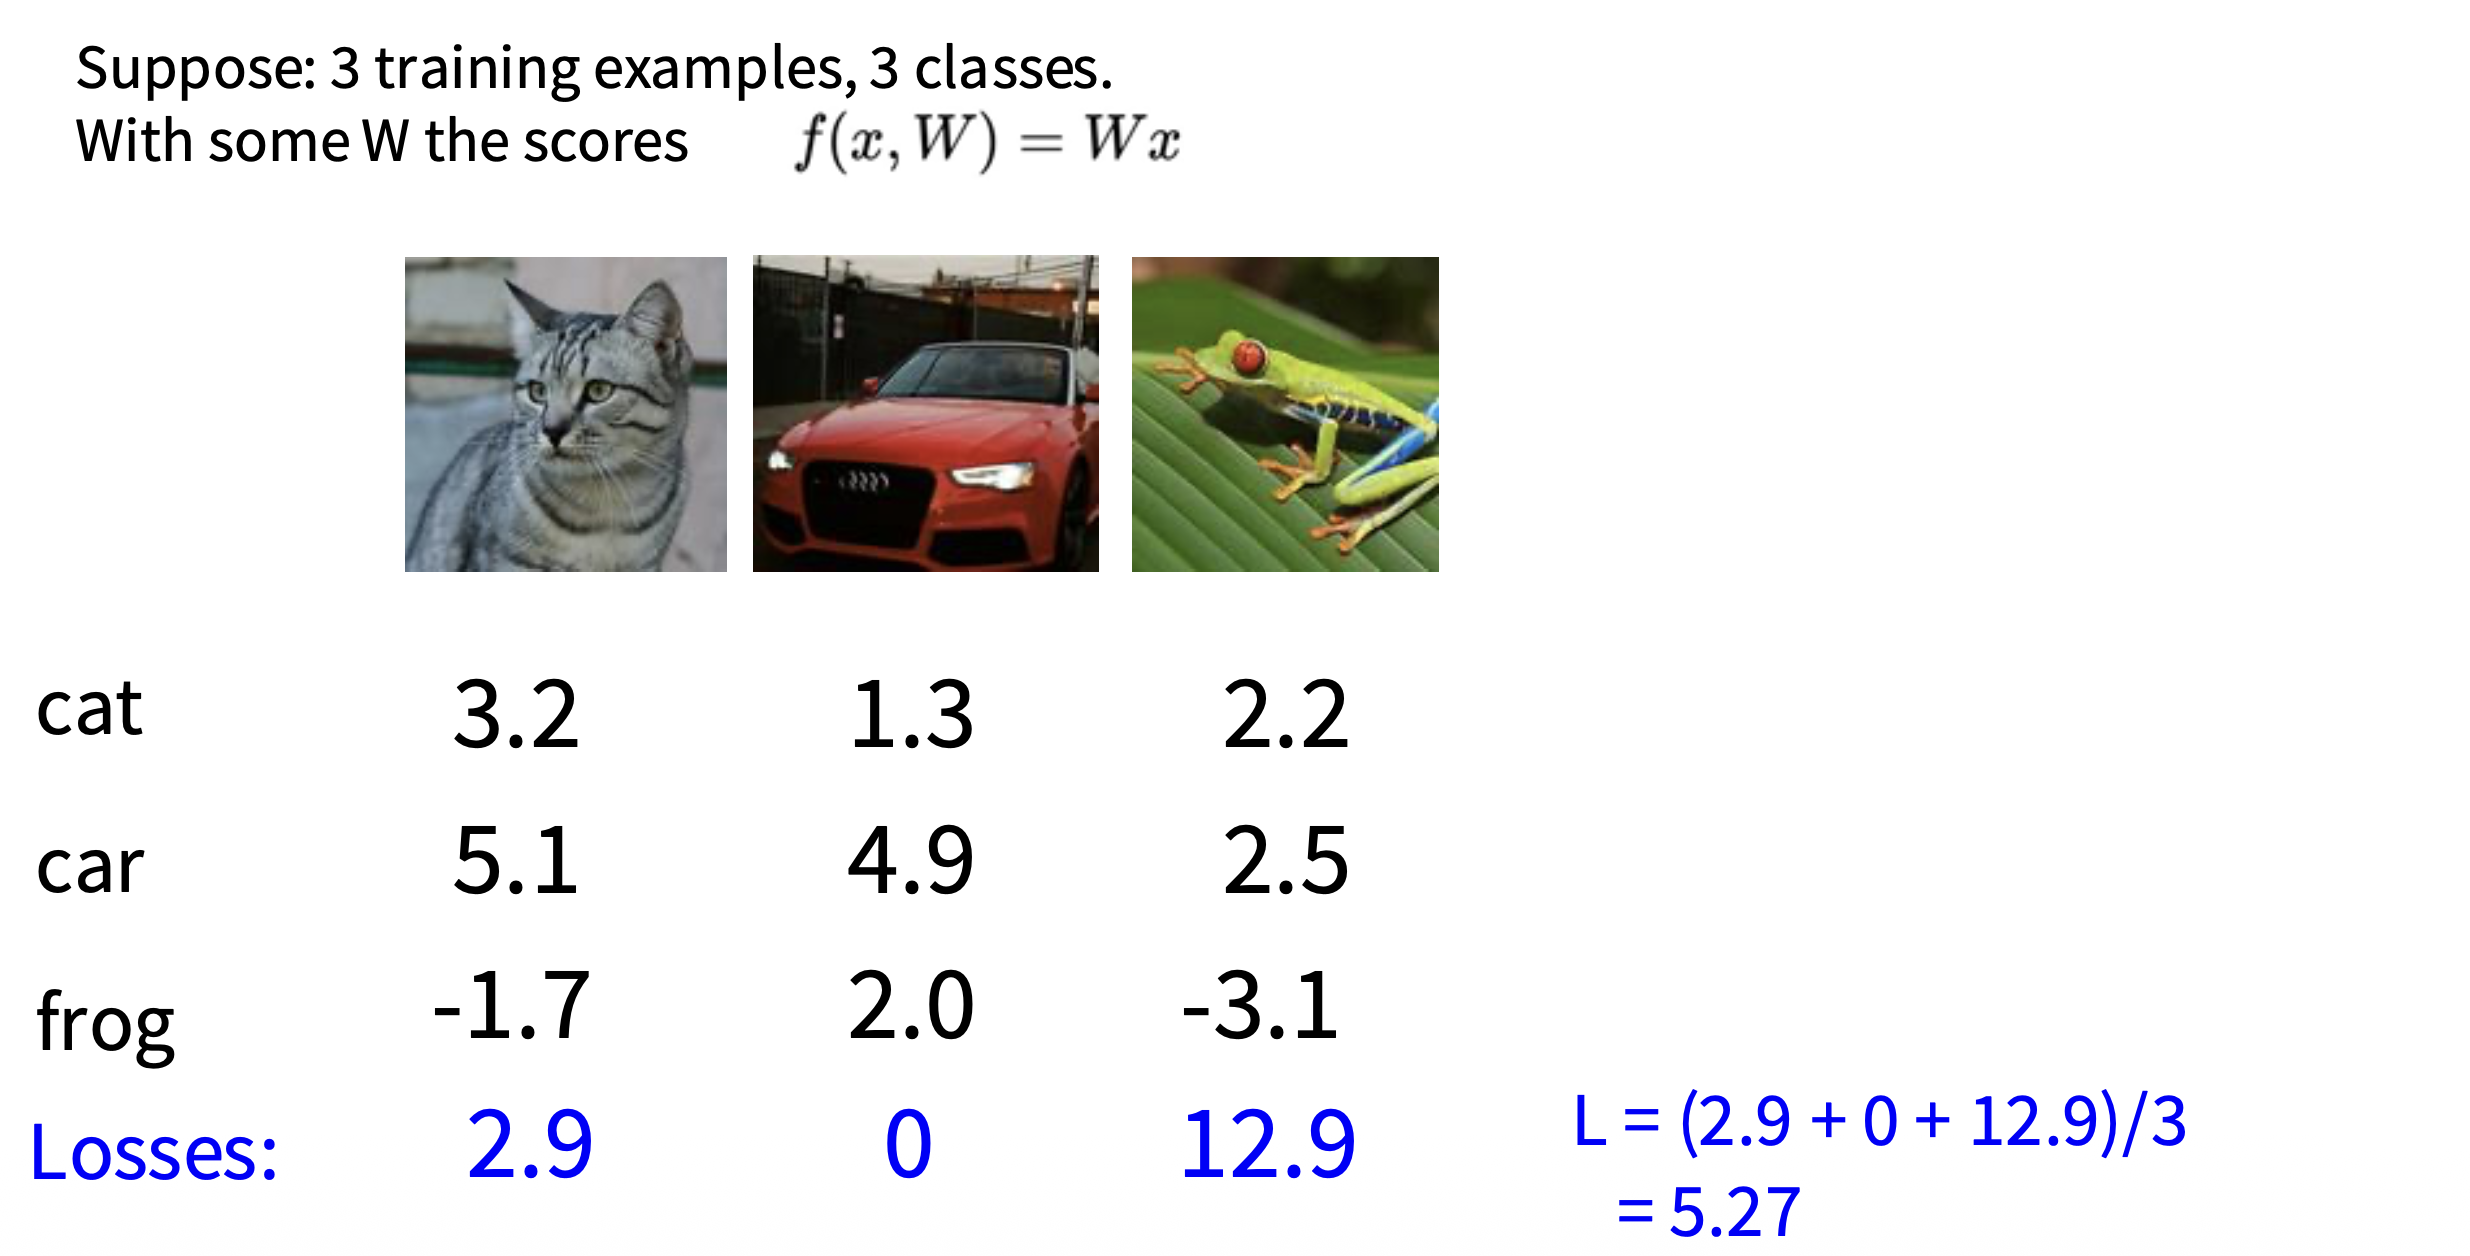 Suppose: 3 training examples, 3 classes.
With some W the scores f(x, W) = Wx
cat 3.2 1.3 2.2
car 5.1 4.9 2.5
frog -1.7 2.0 -3.1
Losses: 2.9 0 12.9
L = (2.9 + 0 + 12.9)/3
= 5.27